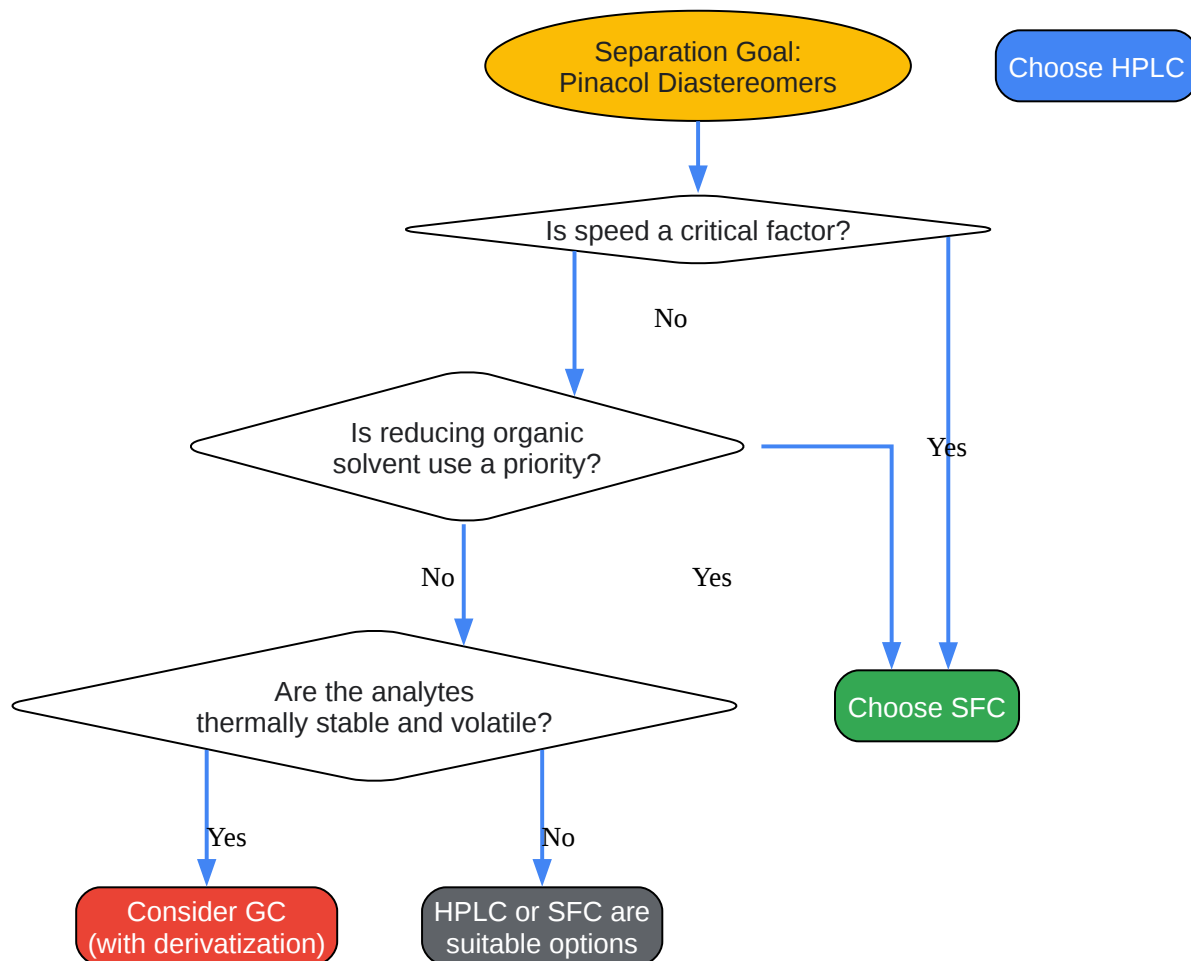 Separation Goal:
Pinacol Diastereomers
Choose HPLC
Is speed a critical factor?
No
Is reducing organic
solvent use a priority?
Yes
No
Yes
Are the analytes
thermally stable and volatile?
Choose SFC
Yes
No
Consider GC
(with derivatization)
HPLC or SFC are
suitable options